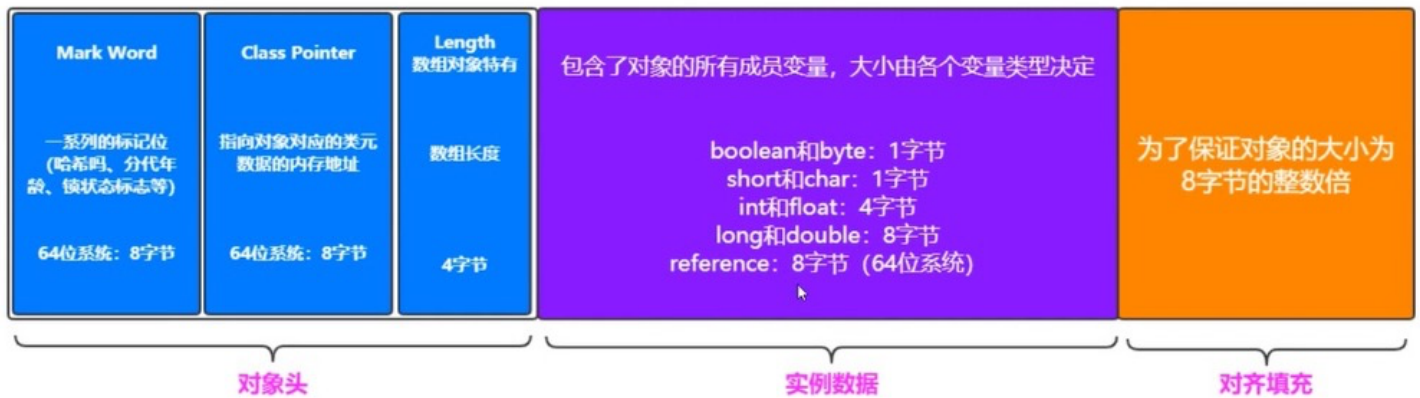 Mark Word
一系列的标记位
(哈希吗、分代年
龄、锁状态标志等)
64位系统：8字节
Class Pointer
指向对象对应的类元
数据的内存地址
64位系统：8字节
Length
数组对象特有
数组长度
4字节
包含了对象的所有成员变量，大小由各个变量类型决定
boolean和byte：1字节
short和char：1字节
int和float：4字节
long和double：8字节
reference：8字节（64位系统）
为了保证对象的大小为
8字节的整数倍
对象头
实例数据
对齐填充